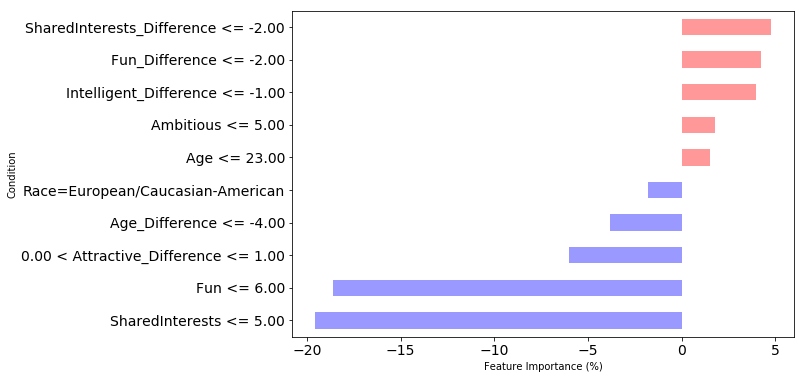 SharedInterests_Difference <= -2.00
Fun_Difference <= -2.00
Intelligent_Difference <= -1.00
Ambitious <= 5.00
Age <= 23.00
Race=European/Caucasian-American
Age_Difference <= -4.00
0.00 < Attractive_Difference <= 1.00
Fun <= 6.00
SharedInterests <= 5.00
Condition
−20 −15 −10 −5 0 5
Feature Importance (%)